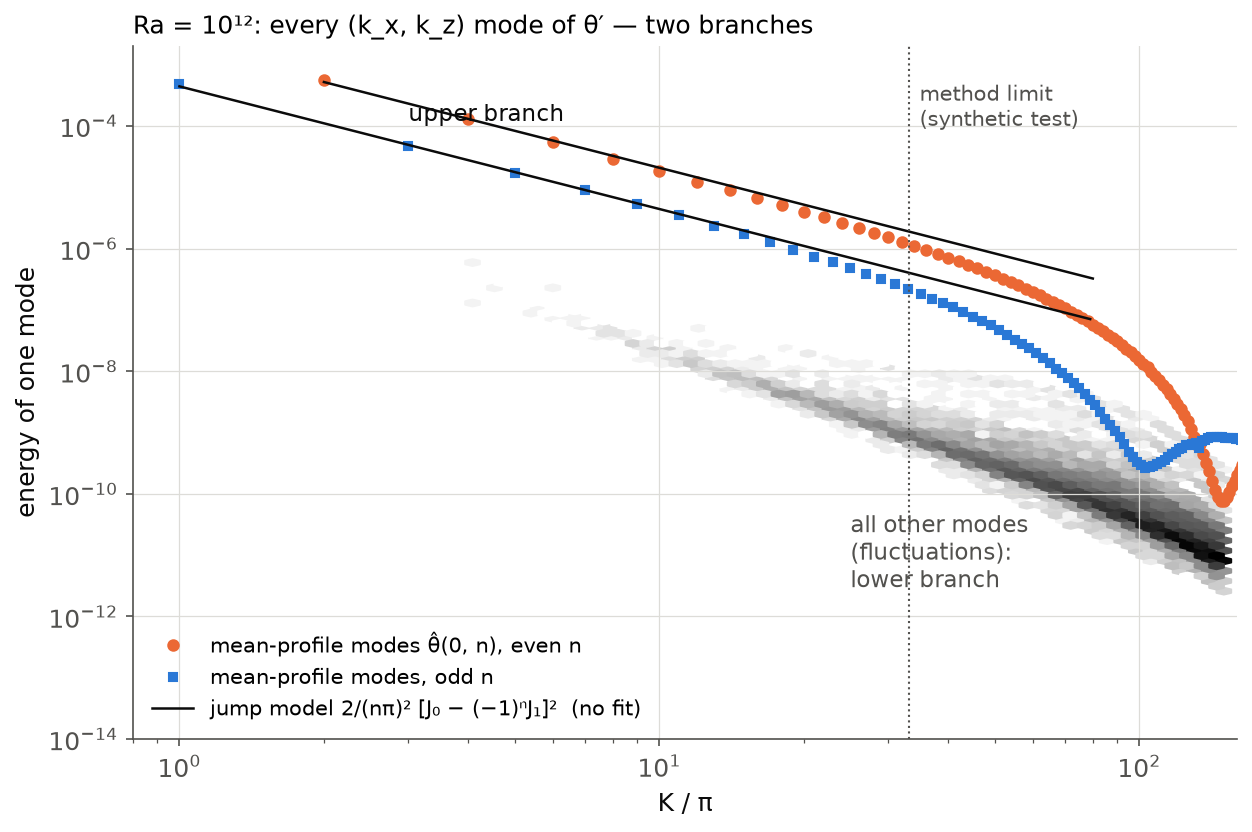 Ra = 10¹²: every (k_x, k_z) mode of θ′ — two branches
energy of one mode
10⁻⁴
10⁻⁶
10⁻⁸
10⁻¹⁰
10⁻¹²
10⁻¹⁴
upper branch
method limit
(synthetic test)
all other modes
(fluctuations):
lower branch
mean-profile modes θ̂(0, n), even n
mean-profile modes, odd n
jump model 2/(nπ)² [J₀ − (−1)ⁿJ₁]²  (no fit)
10⁰
10¹
10²
K / π